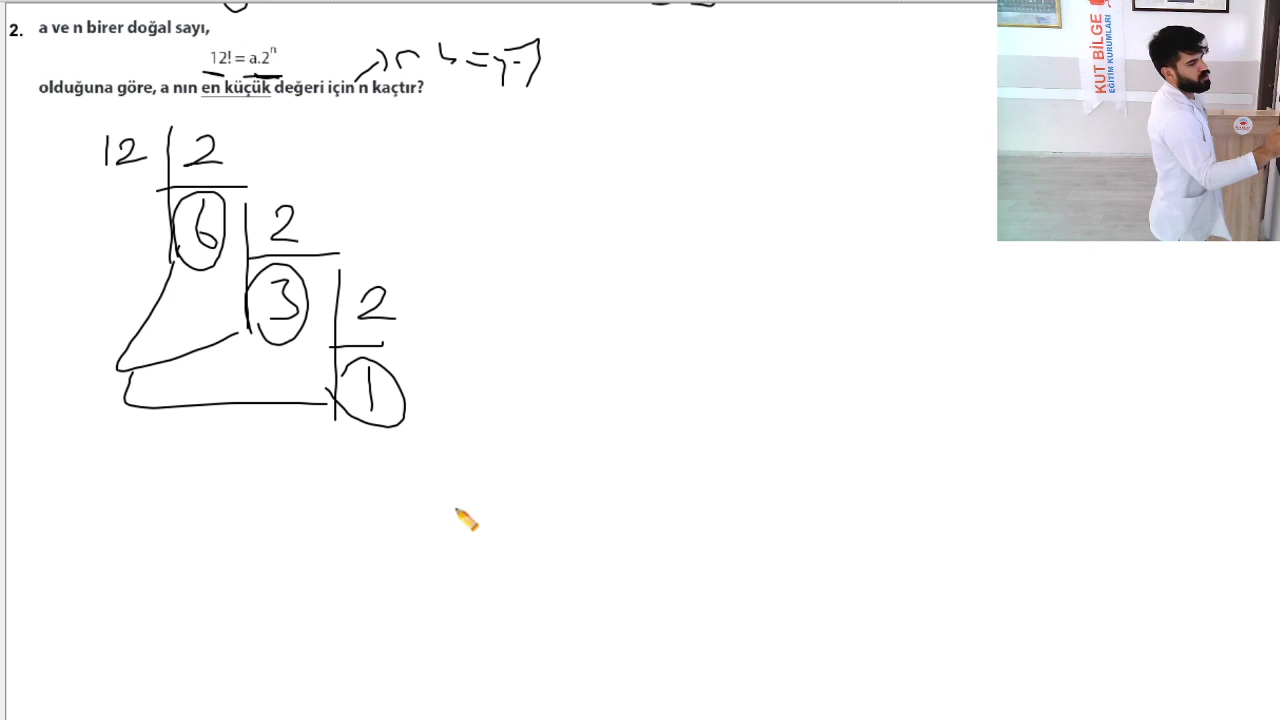 2. a ve n birer doğal sayı,
12! = a.2ⁿ
olduğuna göre, a nın en küçük değeri için n kaçtır?
12 2
6 2
3 2
1
KUT BİLGE
EĞİTİM KURUMLARI